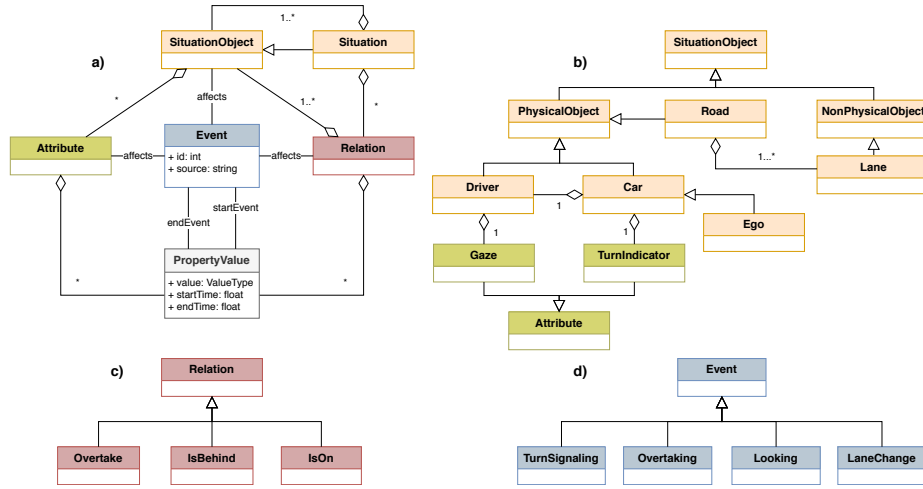 a)
1..*
SituationObject
Situation
*
affects
1..*
*
Attribute
affects
Event
+ id: int
+ source: string
affects
Relation
startEvent
endEvent
PropertyValue
+ value: ValueType
+ startTime: float
+ endTime: float
*
*
b)
SituationObject
PhysicalObject
Road
NonPhysicalObject
1...*
Lane
Driver
1
Car
Ego
1
1
Gaze
TurnIndicator
Attribute
c)
Relation
Overtake
IsBehind
IsOn
d)
Event
TurnSignaling
Overtaking
Looking
LaneChange